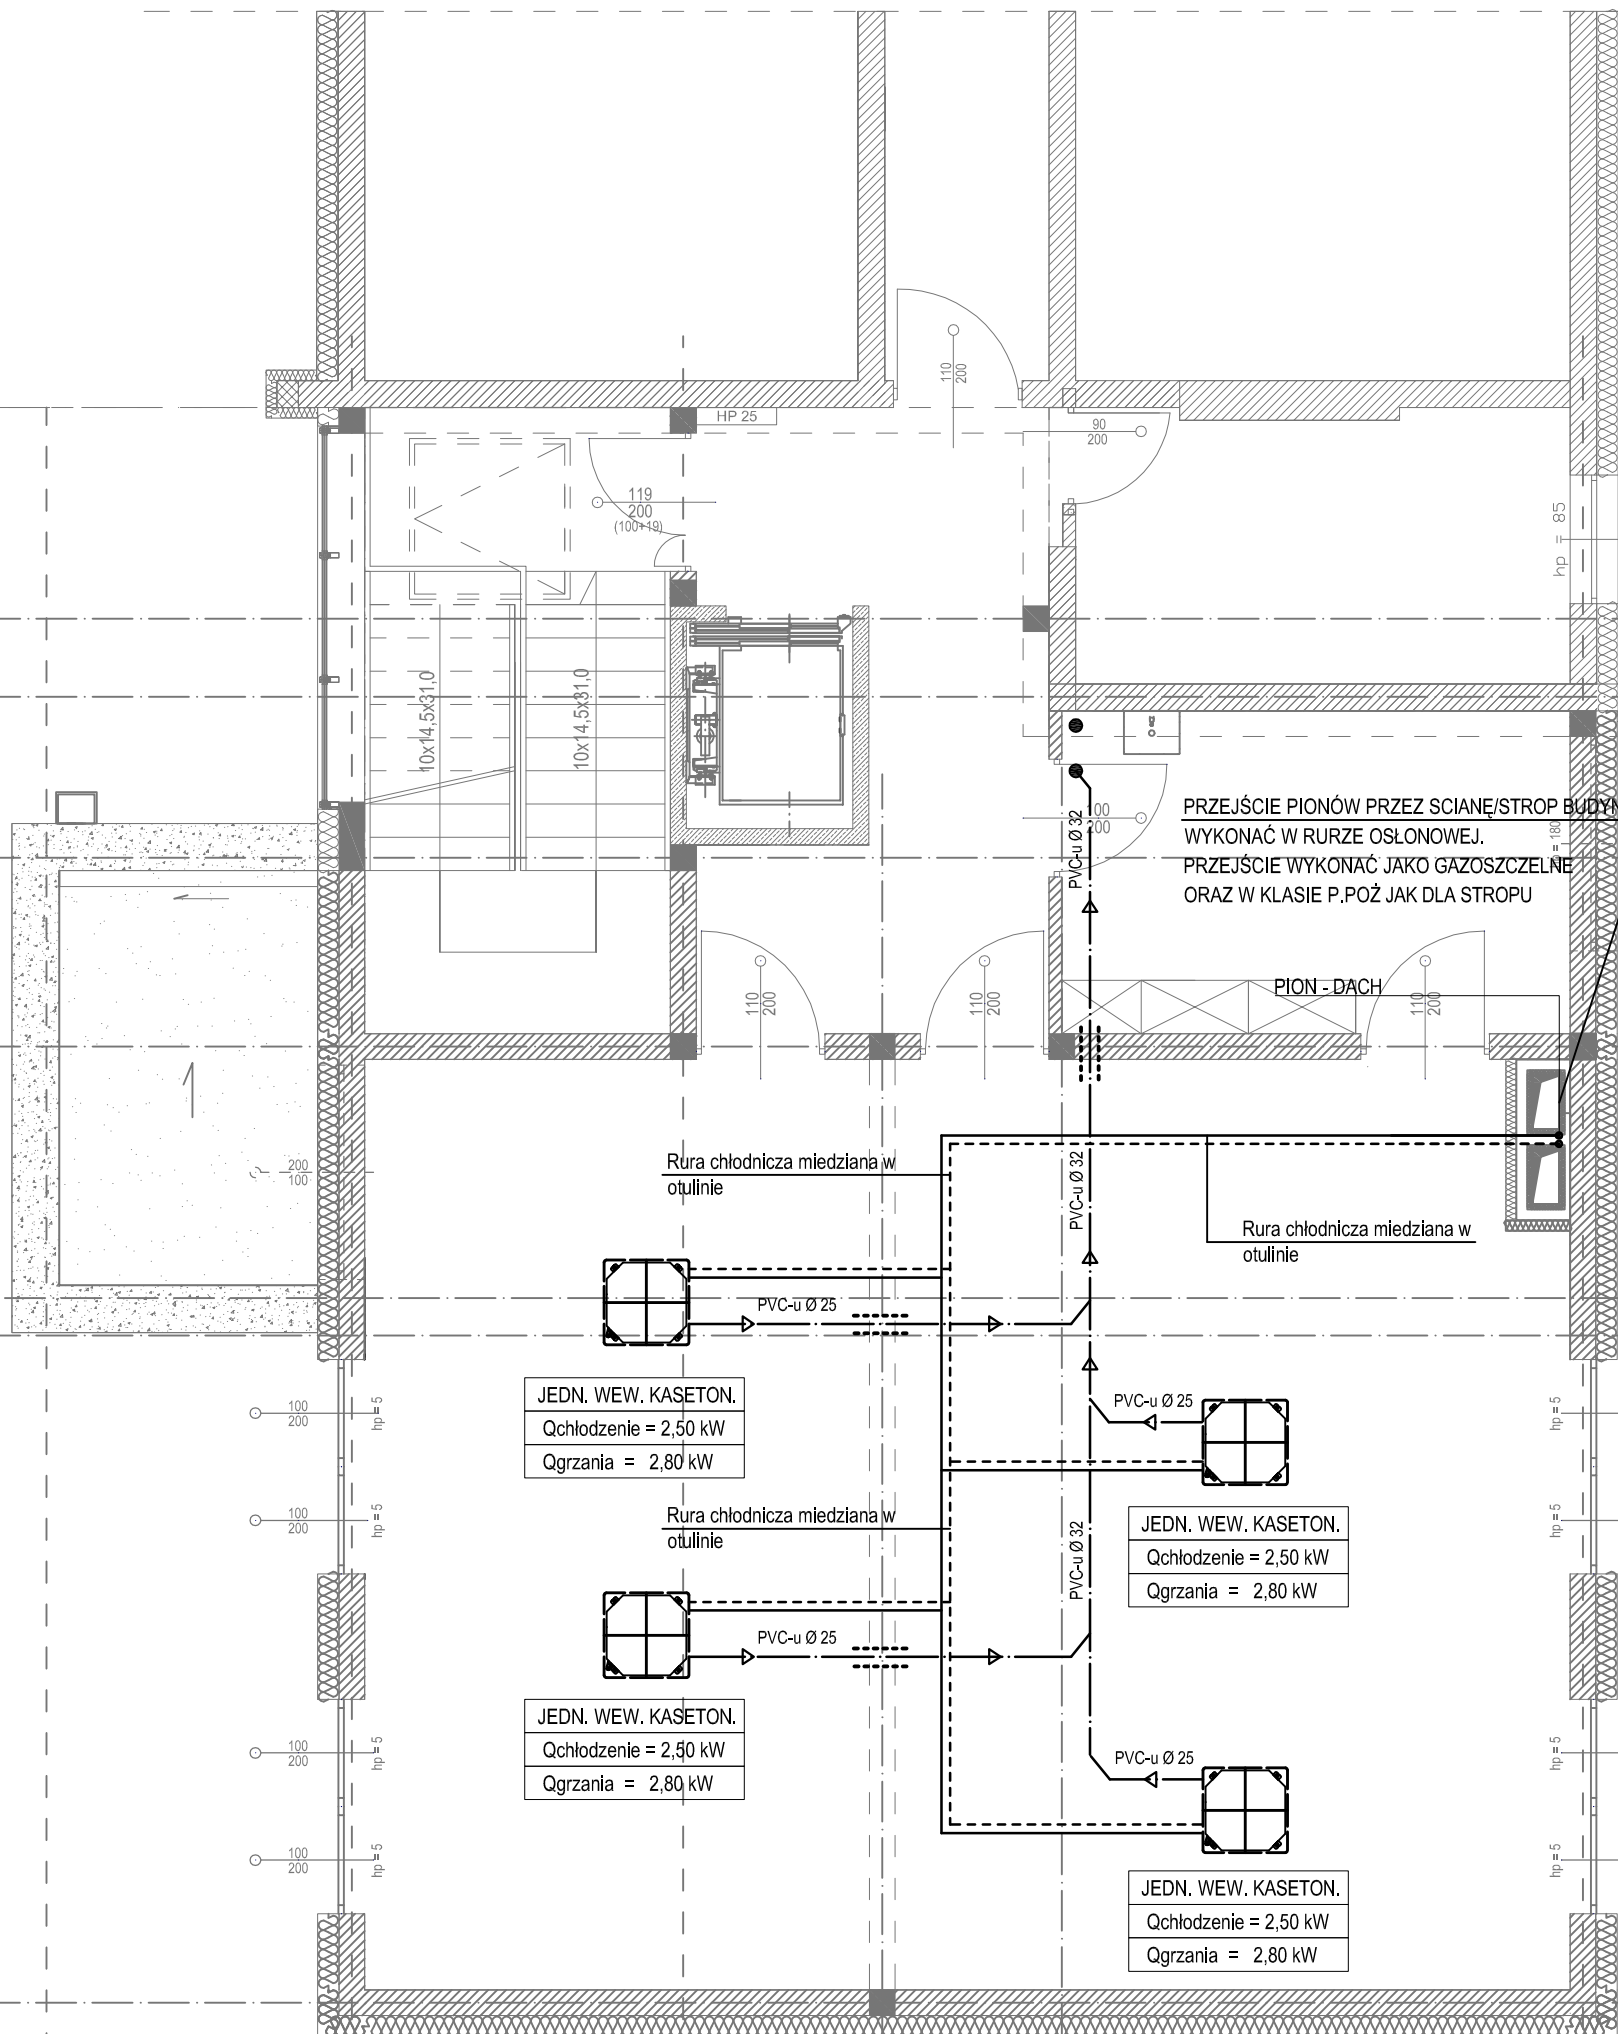 110
200
HP 25
90
200
119
200
(100+19)
hp = 85
10x14,5x31,0
10x14,5x31,0
100
200
PVC-u Ø 32
PRZEJŚCIE PIONÓW PRZEZ SCIANĘ/STROP
WYKONAĆ W RURZE OSŁONOWEJ.
PRZEJŚCIE WYKONAĆ JAKO GAZOSZCZELNE
ORAZ W KLASIE P.POŻ JAK DLA STROPU
PION - DACH
110
200
110
200
110
200
200
100
Rura chłodnicza miedziana w
otulinie
PVC-u Ø 32
Rura chłodnicza miedziana w
otulinie
PVC-u Ø 25
JEDN. WEW. KASETON.
Qchłodzenie = 2,50 kW
Qgrzania = 2,80 kW
100
200
hp = 5
PVC-u Ø 25
hp = 5
100
200
hp = 5
Rura chłodnicza miedziana w
otulinie
PVC-u Ø 32
JEDN. WEW. KASETON.
Qchłodzenie = 2,50 kW
Qgrzania = 2,80 kW
hp = 5
PVC-u Ø 25
JEDN. WEW. KASETON.
Qchłodzenie = 2,50 kW
Qgrzania = 2,80 kW
100
200
hp = 5
PVC-u Ø 25
hp = 5
100
200
hp = 5
JEDN. WEW. KASETON.
Qchłodzenie = 2,50 kW
Qgrzania = 2,80 kW
hp = 5